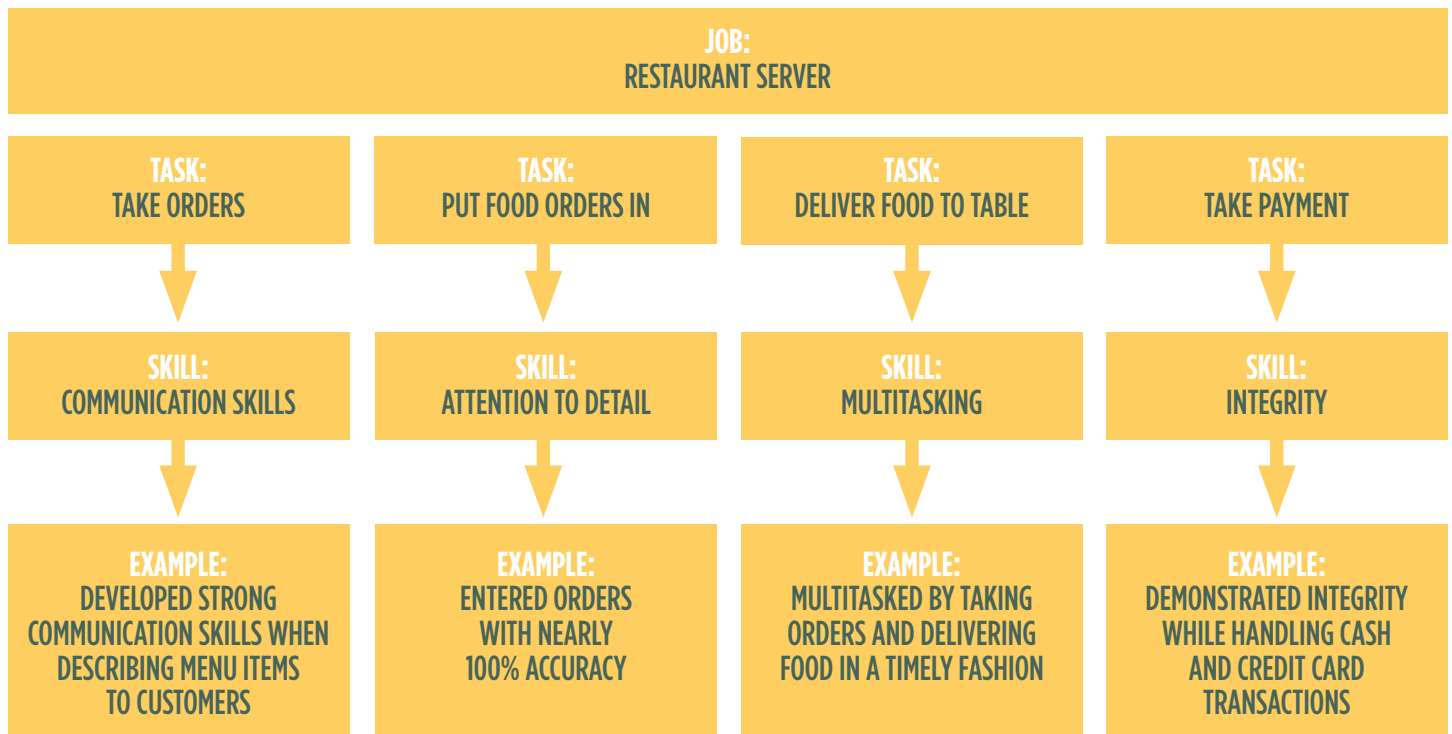 JOB:
RESTAURANT SERVER
TASK:
TAKE ORDERS
TASK:
PUT FOOD ORDERS IN
TASK:
DELIVER FOOD TO TABLE
TASK:
TAKE PAYMENT
SKILL:
COMMUNICATION SKILLS
SKILL:
ATTENTION TO DETAIL
SKILL:
MULTITASKING
SKILL:
INTEGRITY
EXAMPLE:
DEVELOPED STRONG
COMMUNICATION SKILLS WHEN
DESCRIBING MENU ITEMS
TO CUSTOMERS
EXAMPLE:
ENTERED ORDERS
WITH NEARLY
100% ACCURACY
EXAMPLE:
MULTITASKED BY TAKING
ORDERS AND DELIVERING
FOOD IN A TIMELY FASHION
EXAMPLE:
DEMONSTRATED INTEGRITY
WHILE HANDLING CASH
AND CREDIT CARD
TRANSACTIONS